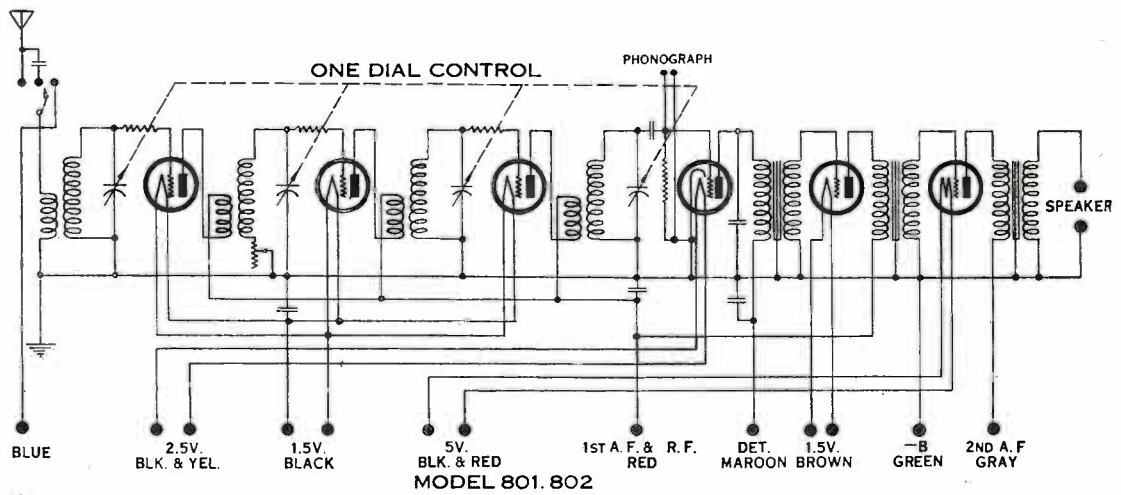 PHONOGRAPH
ONE DIAL CONTROL
SPEAKER
BLUE
2.5V.
BLK. & YEL.
1.5V.
BLACK
5V.
BLK. & RED
1ST A.F. & R.F.
RED
DET.
MAROON
1.5V.
BROWN
—B
GREEN
2ND A.F
GRAY
MODEL 801. 802